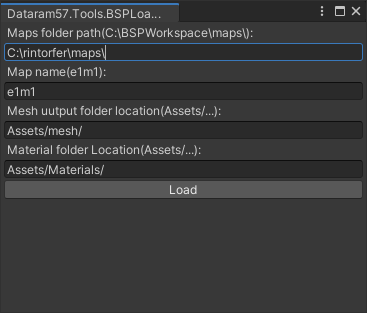 Dataram57.Tools.BSPLoa...
Maps folder path(C:\BSPWorkspace\maps\):
C:\rintorfer\maps\
Map name(e1m1):
e1m1
Mesh uutput folder location(Assets/...):
Assets/mesh/
Material folder Location(Assets/...):
Assets/Materials/
Load